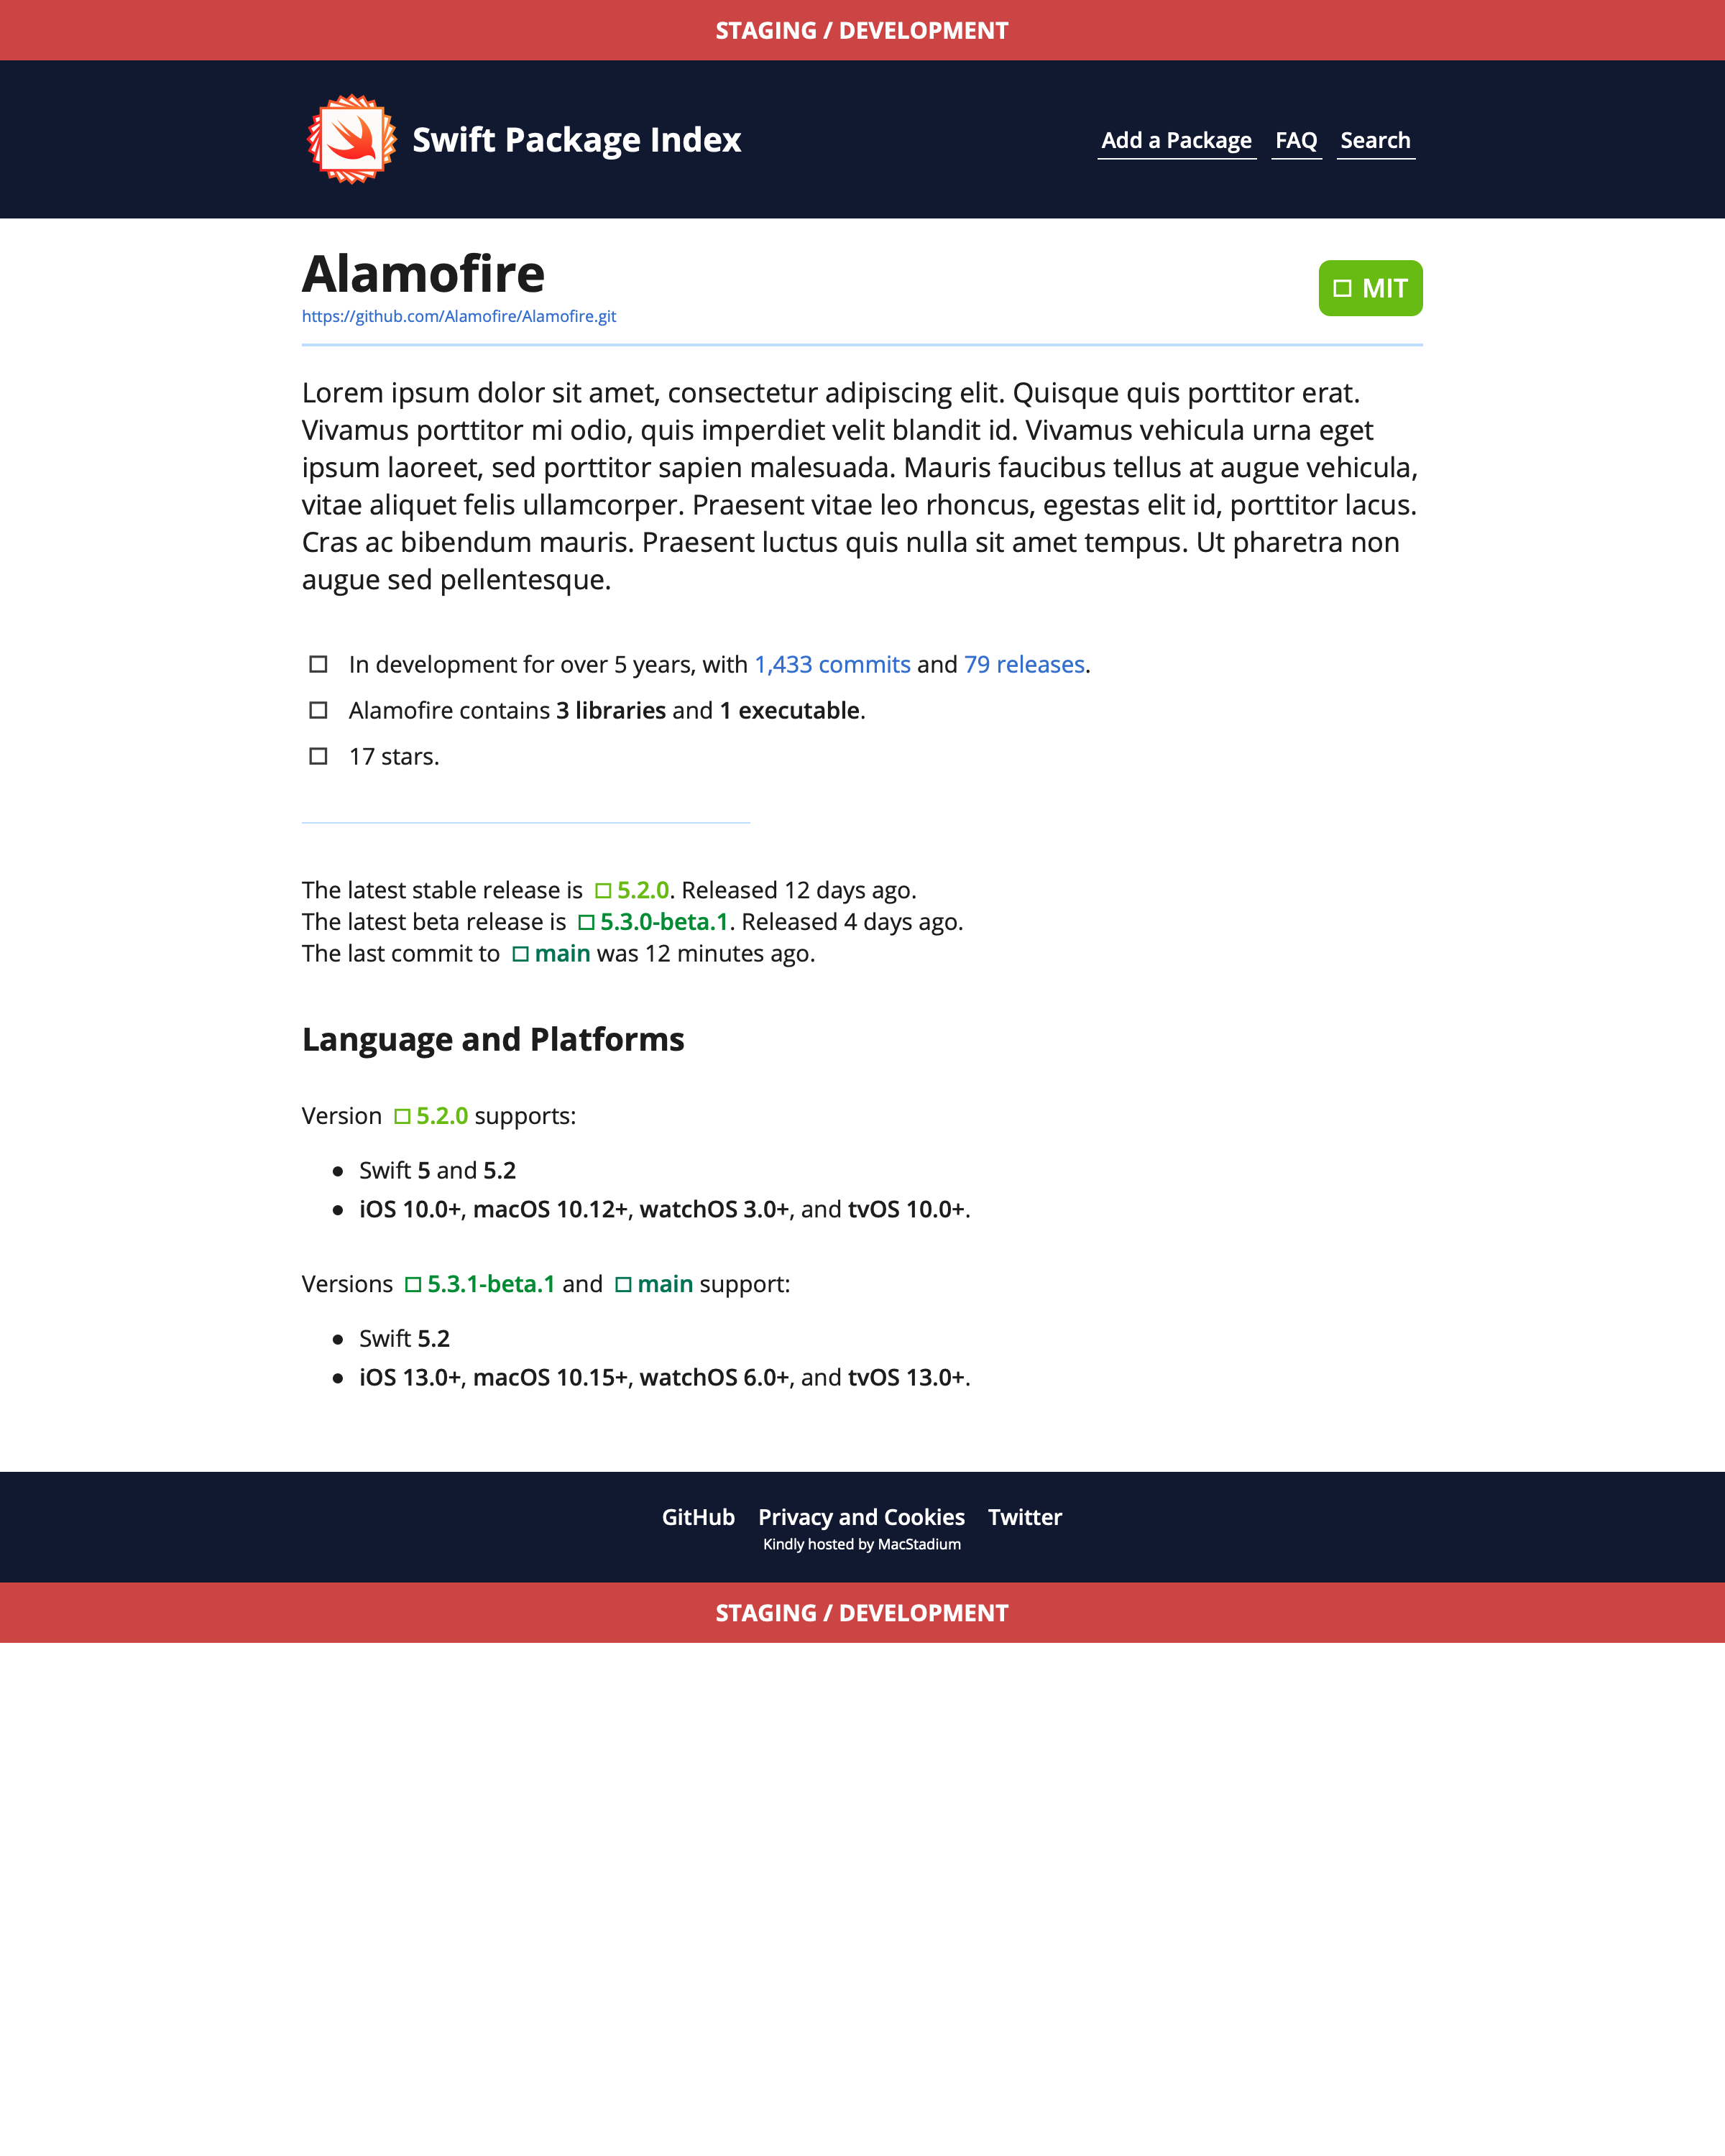 STAGING / DEVELOPMENT
Swift Package Index
Add a Package FAQ Search
Alamofire
MIT
https://github.com/Alamofire/Alamofire.git
Lorem ipsum dolor sit amet, consectetur adipiscing elit. Quisque quis porttitor erat.
Vivamus porttitor mi odio, quis imperdiet velit blandit id. Vivamus vehicula urna eget
ipsum laoreet, sed porttitor sapien malesuada. Mauris faucibus tellus at augue vehicula,
vitae aliquet felis ullamcorper. Praesent vitae leo rhoncus, egestas elit id, porttitor lacus.
Cras ac bibendum mauris. Praesent luctus quis nulla sit amet tempus. Ut pharetra non
augue sed pellentesque.
In development for over 5 years, with 1,433 commits and 79 releases.
Alamofire contains 3 libraries and 1 executable.
17 stars.
The latest stable release is 5.2.0. Released 12 days ago.
The latest beta release is 5.3.0-beta.1. Released 4 days ago.
The last commit to main was 12 minutes ago.
Language and Platforms
Version 5.2.0 supports:
Swift 5 and 5.2
iOS 10.0+, macOS 10.12+, watchOS 3.0+, and tvOS 10.0+.
Versions 5.3.1-beta.1 and main support:
Swift 5.2
iOS 13.0+, macOS 10.15+, watchOS 6.0+, and tvOS 13.0+.
GitHub Privacy and Cookies Twitter
Kindly hosted by MacStadium
STAGING / DEVELOPMENT